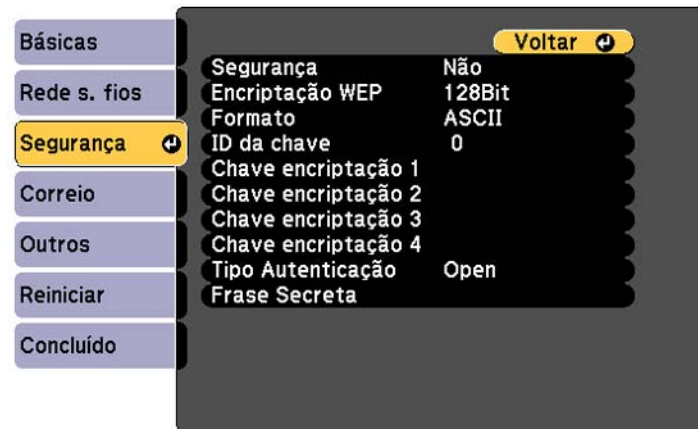 Básicas
Rede s. fios
Segurança
Correio
Outros
Reiniciar
Concluído
Voltar
Segurança Não
Encriptação WEP 128Bit
Formato ASCII
ID da chave 0
Chave encriptação 1
Chave encriptação 2
Chave encriptação 3
Chave encriptação 4
Tipo Autenticação Open
Frase Secreta